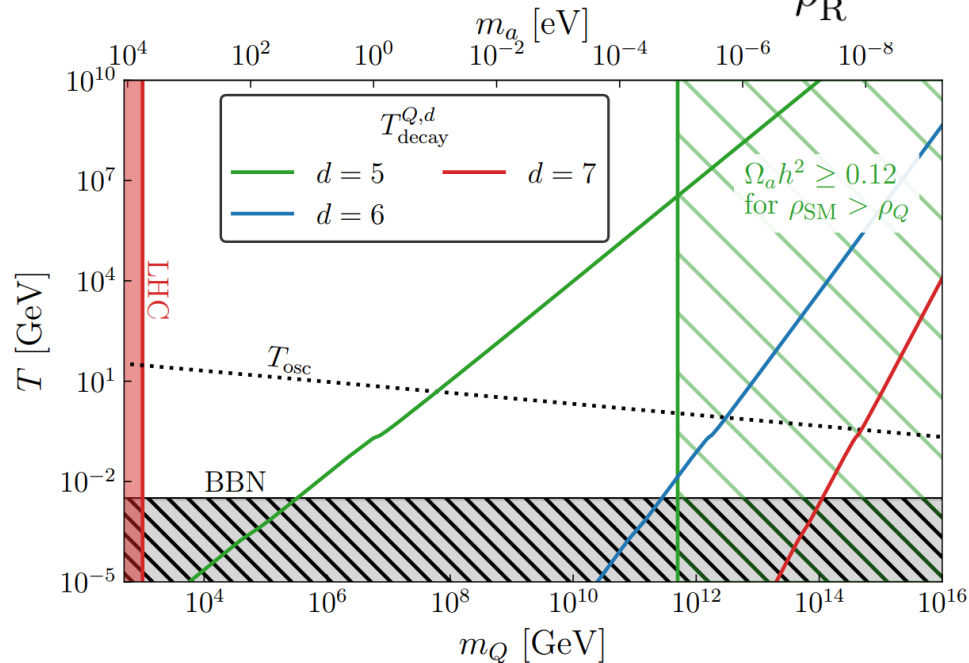 ρ_R
m_a [eV]
10^4 10^2 10^0 10^-2 10^-4 10^-6 10^-8
10^10
10^7
10^4
10^1
10^-2
10^-5
T [GeV]
T_decay^Q,d
d = 5
d = 7
d = 6
Ω_a h^2 ≥ 0.12
for ρ_SM > ρ_Q
LHC
T_osc
BBN
10^4 10^6 10^8 10^10 10^12 10^14 10^16
m_Q [GeV]